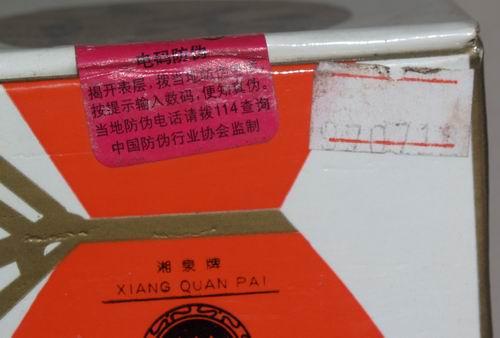 电码防伪
揭开表层，拨当地防伪
按提示输入数码，便知真伪。
当地防伪电话请拨114查询
中国防伪行业协会监制
湘泉牌
XIANG QUAN PAI